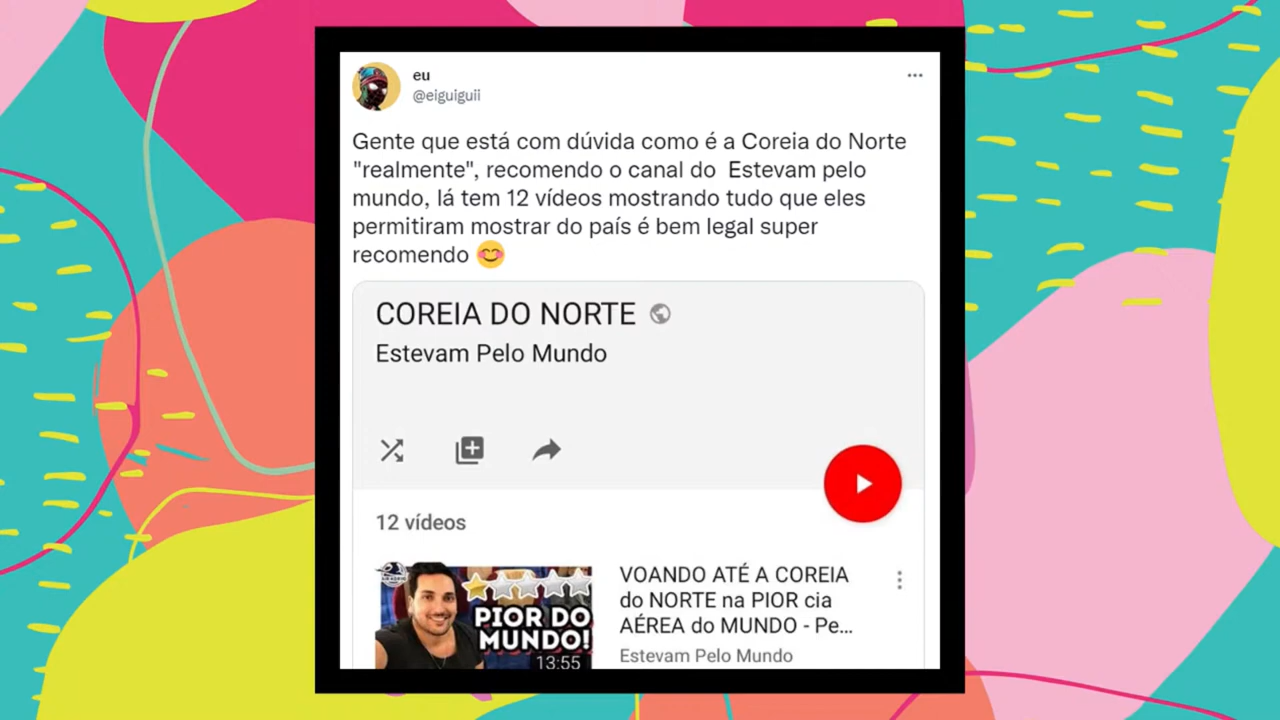 eu
@eiguiguii
Gente que está com dúvida como é a Coreia do Norte
"realmente", recomendo o canal do Estevam pelo
mundo, lá tem 12 vídeos mostrando tudo que eles
permitiram mostrar do país é bem legal super
recomendo
COREIA DO NORTE
Estevam Pelo Mundo
12 vídeos
PIOR DO
MUNDO!
13:55
VOANDO ATÉ A COREIA
do NORTE na PIOR cia
AÉREA do MUNDO - Pe...
Estevam Pelo Mundo